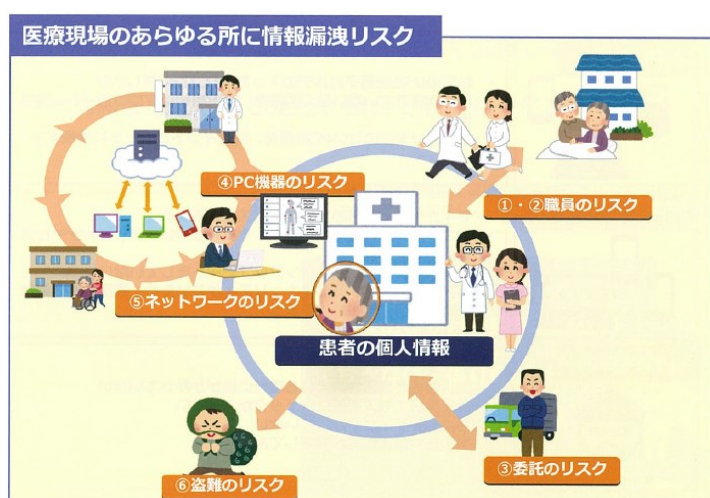 医療現場のあらゆる所に情報漏洩リスク
④PC機器のリスク
①・②職員のリスク
⑤ネットワークのリスク
患者の個人情報
③委託のリスク
⑥盗難のリスク